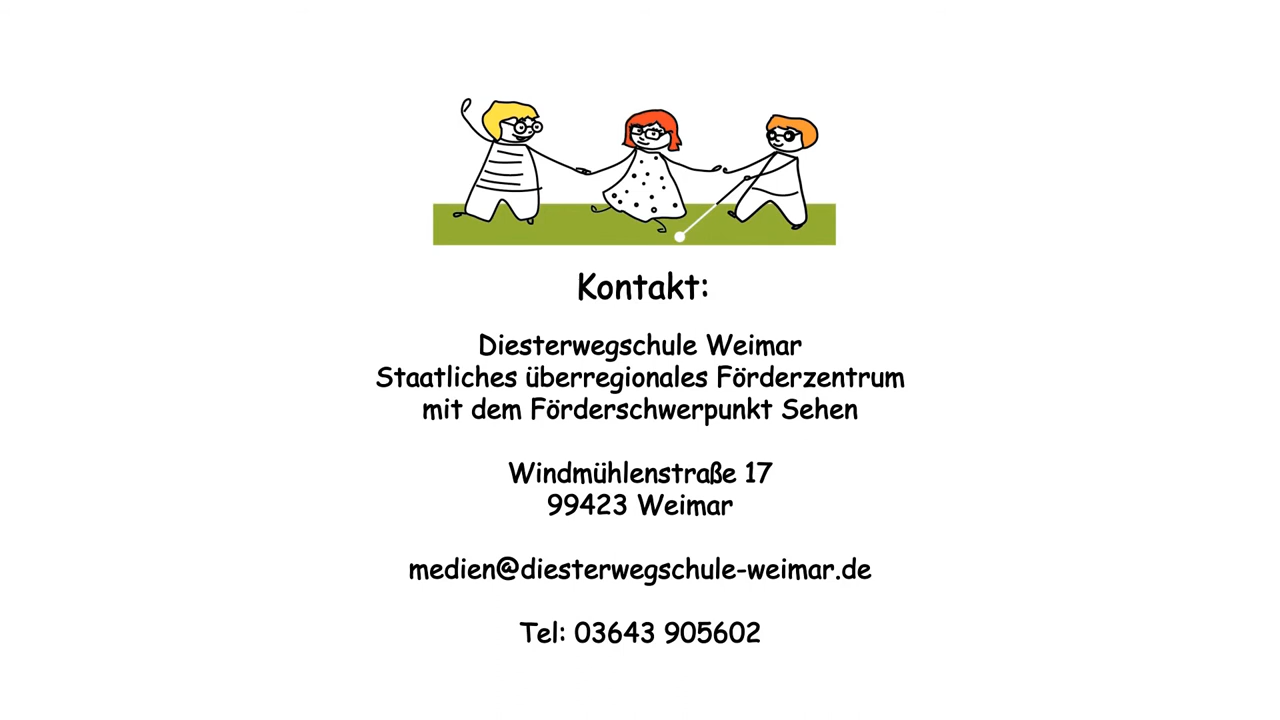 Kontakt:
Diesterwegschule Weimar
Staatliches überregionales Förderzentrum
mit dem Förderschwerpunkt Sehen
Windmühlenstraße 17
99423 Weimar
medien@diesterwegschule-weimar.de
Tel: 03643 905602